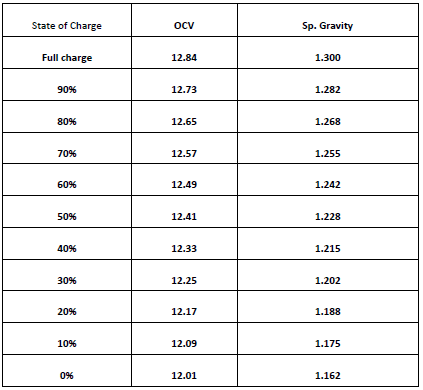 State of Charge OCV Sp. Gravity
Full charge 12.84 1.300
90% 12.73 1.282
80% 12.65 1.268
70% 12.57 1.255
60% 12.49 1.242
50% 12.41 1.228
40% 12.33 1.215
30% 12.25 1.202
20% 12.17 1.188
10% 12.09 1.175
0% 12.01 1.162